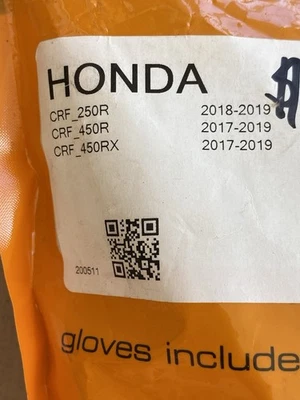 HONDA
CRF_250R 2018-2019
CRF_450R 2017-2019
CRF_450RX 2017-2019
200511
gloves include